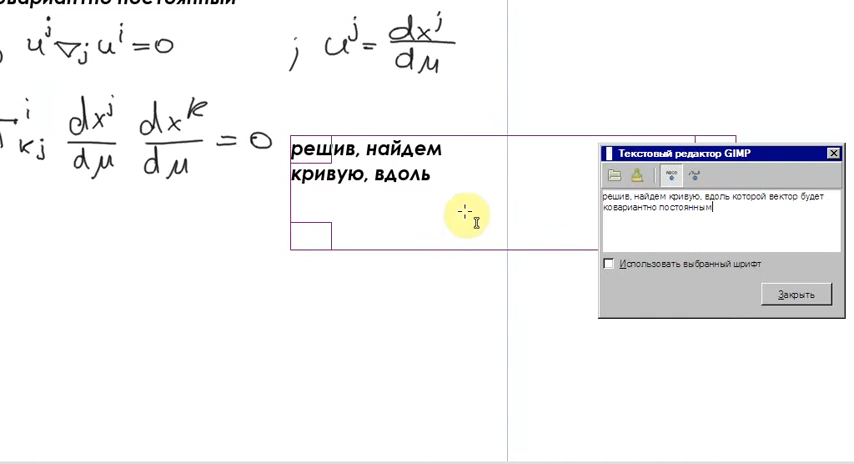 ковариантно постоянный
u^j ∇_j u^i = 0 ; u^j = dx^j/dμ
Γ^i_kj dx^j/dμ dx^k/dμ = 0
решив, найдем
кривую, вдоль
Текстовый редактор GIMP
решив, найдем кривую, вдоль которой вектор будет
ковариантно постоянным
Использовать выбранный шрифт
Закрыть